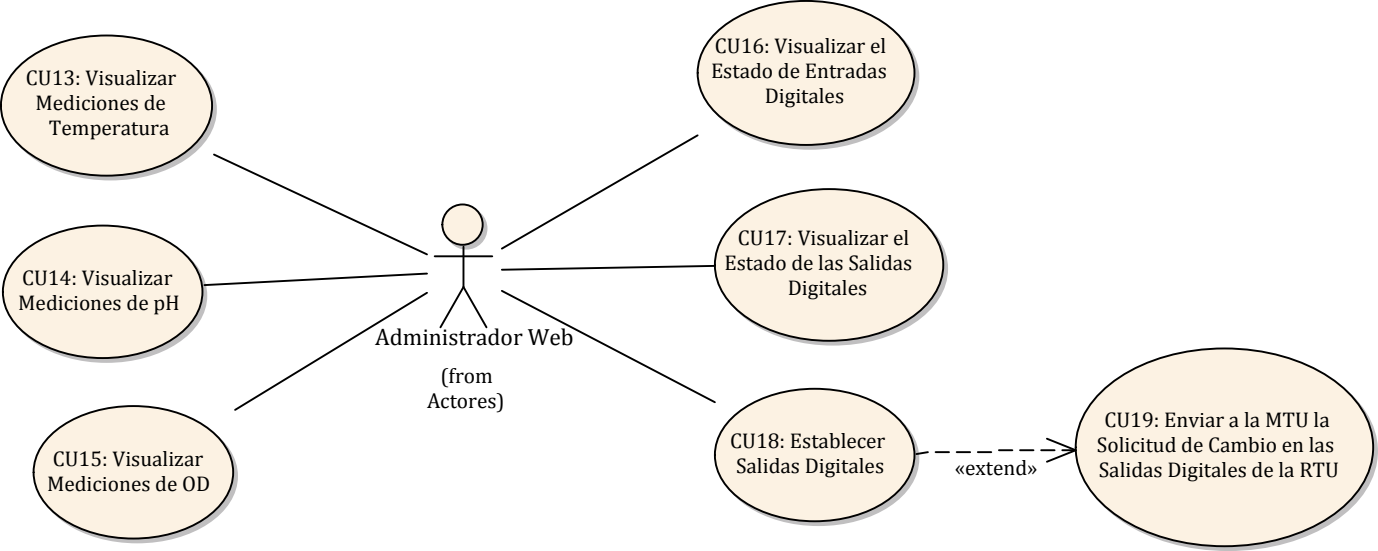 CU13: Visualizar
Mediciones de
Temperatura
CU14: Visualizar
Mediciones de pH
CU15: Visualizar
Mediciones de OD
Administrador Web
(from
Actores)
CU16: Visualizar el
Estado de Entradas
Digitales
CU17: Visualizar el
Estado de las Salidas
Digitales
CU18: Establecer
Salidas Digitales
«extend»
CU19: Enviar a la MTU la
Solicitud de Cambio en las
Salidas Digitales de la RTU